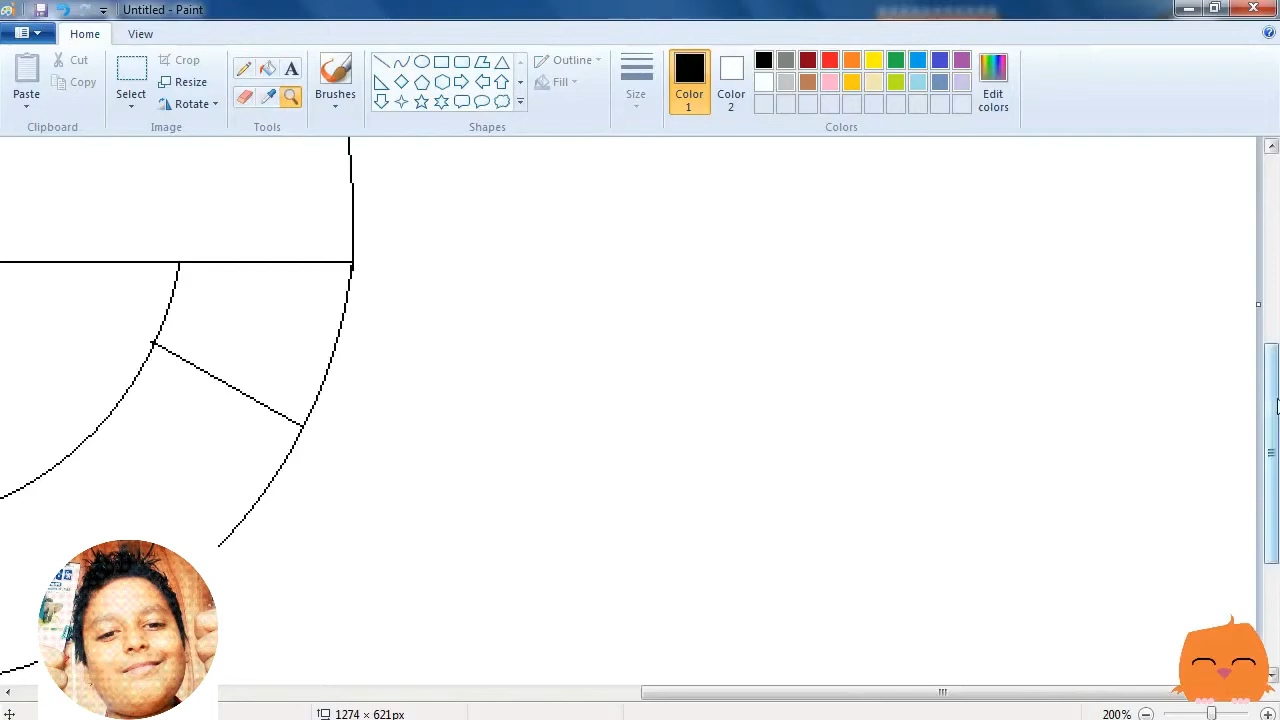 Untitled - Paint
Home
View
Paste
Cut
Copy
Clipboard
Select
Crop
Resize
Rotate
Image
A
Tools
Brushes
Shapes
Outline
Fill
Size
Color 1
Color 2
Edit colors
Colors
1274 × 621px
200%